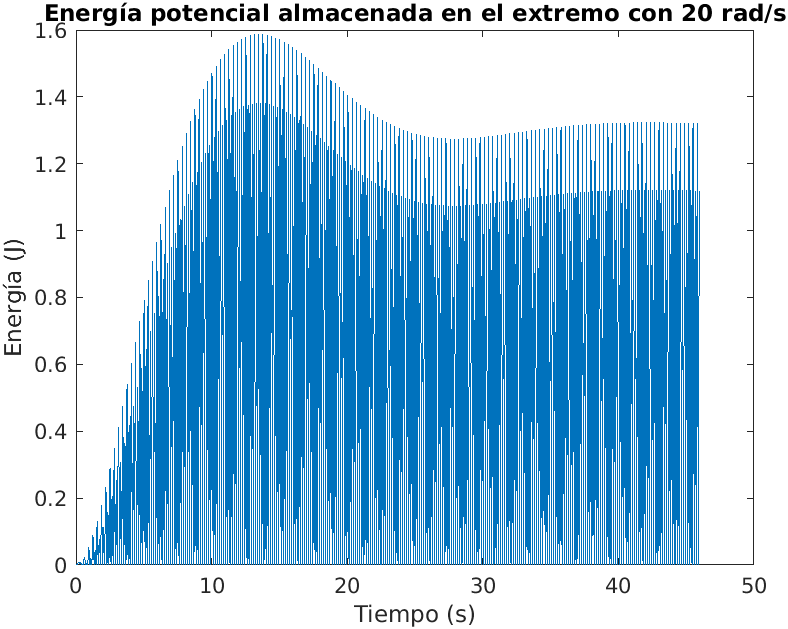 Energía potencial almacenada en el extremo con 20 rad/s
1.6
1.4
1.2
1
0.8
0.6
0.4
0.2
0
Energía (J)
0 10 20 30 40 50
Tiempo (s)